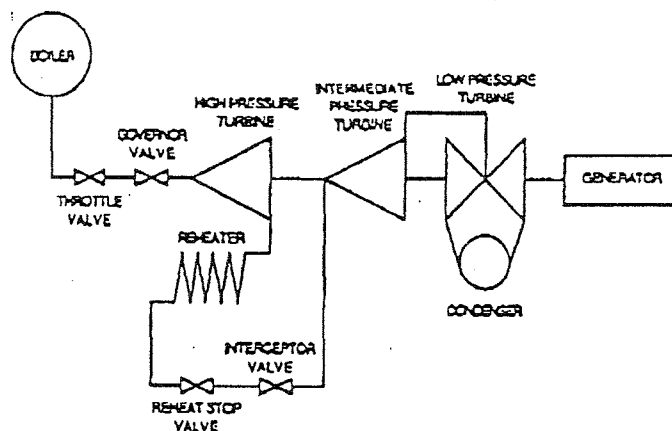 BOILER
HIGH PRESSURE
TURBINE
INTERMEDIATE
PRESSURE
TURBINE
LOW PRESSURE
TURBINE
GOVERNOR
VALVE
THROTTLE
VALVE
GENERATOR
REHEATER
CONDENSER
INTERCEPTOR
VALVE
REHEAT STOP
VALVE